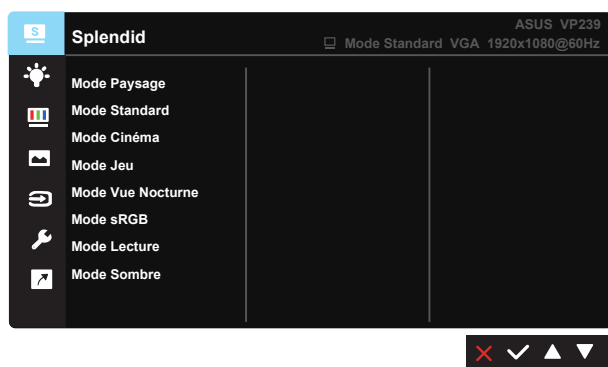 S
Splendid
ASUS VP239
Mode Standard VGA 1920x1080@60Hz
Mode Paysage
Mode Standard
Mode Cinéma
Mode Jeu
Mode Vue Nocturne
Mode sRGB
Mode Lecture
Mode Sombre